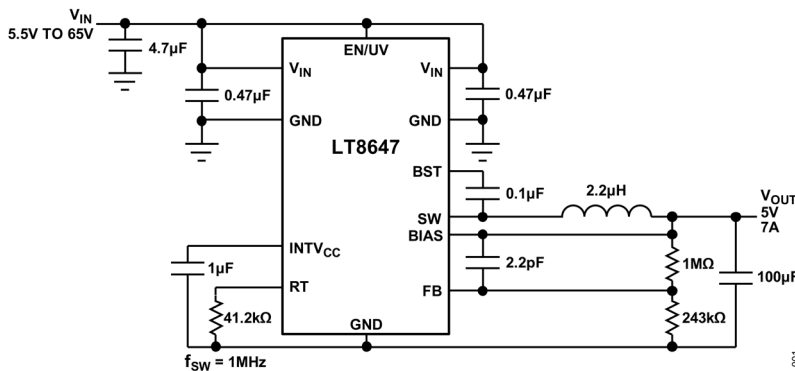 VIN
5.5V TO 65V
4.7µF
EN/UV
VIN
VIN
0.47µF
0.47µF
GND
GND
LT8647
BST
0.1µF
2.2µH
VOUT
5V
7A
SW
BIAS
INTVCC
1µF
2.2pF
1MΩ
100µF
RT
FB
41.2kΩ
243kΩ
GND
fSW = 1MHz
001